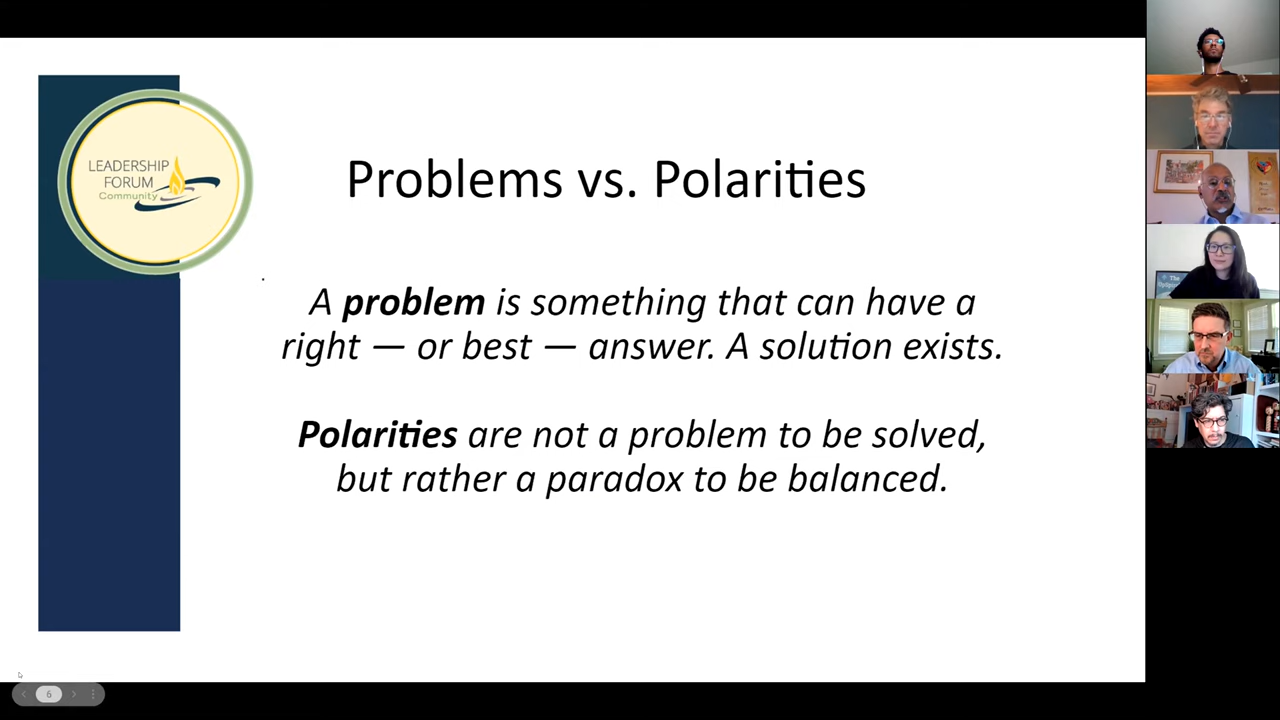 LEADERSHIP
FORUM
Community
Problems vs. Polarities
A problem is something that can have a
right — or best — answer. A solution exists.
Polarities are not a problem to be solved,
but rather a paradox to be balanced.
The
6